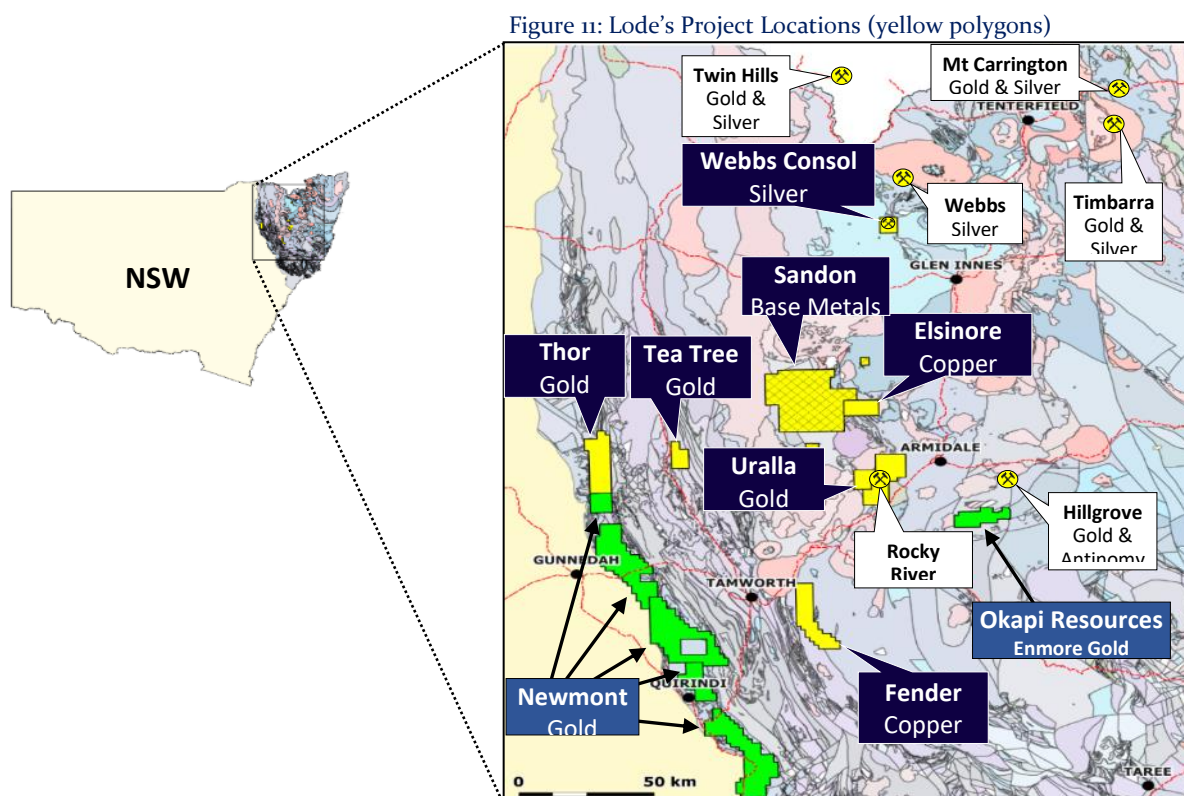 Figure 11: Lode's Project Locations (yellow polygons)
Twin Hills
Gold &
Silver
Mt Carrington
Gold & Silver
TENTERFIELD
Webbs Consol
Silver
Webbs
Silver
Timbarra
Gold &
Silver
GLEN INNES
NSW
Sandon
Base Metals
Elsinore
Copper
Thor
Gold
Tea Tree
Gold
ARMIDALE
Uralla
Gold
Hillgrove
Gold &
Antinomy
Rocky
River
GUNNEDAH
TAMWORTH
Okapi Resources
Enmore Gold
Newmont
Gold
QUIRINDI
Fender
Copper
0 50 km
TAREE